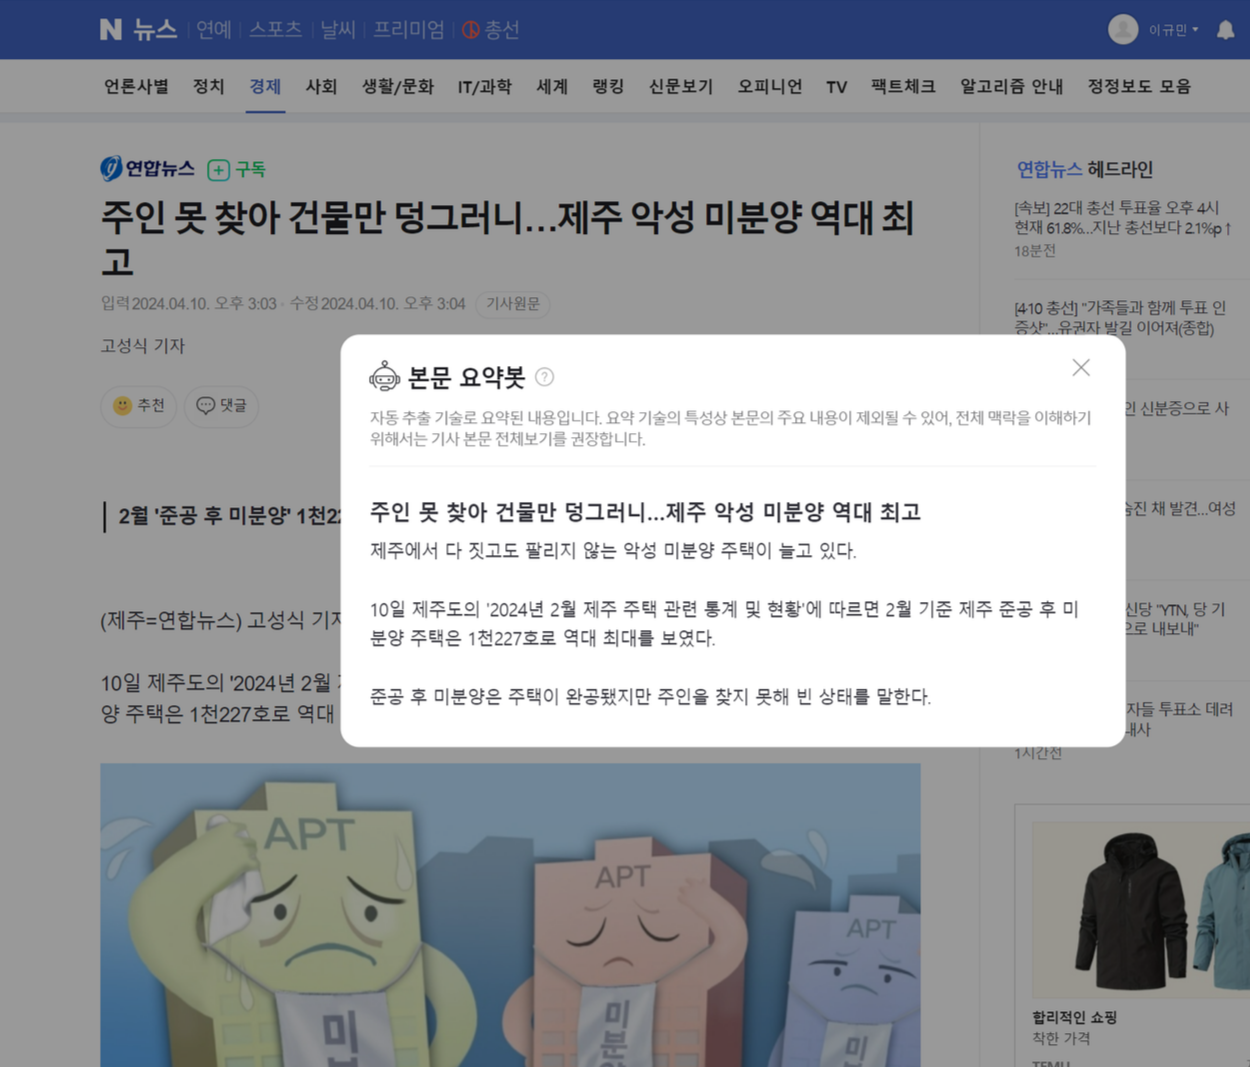 N 뉴스 연예 스포츠 날씨 프리미엄 총선
이규민
언론사별 정치 경제 사회 생활/문화 IT/과학 세계 랭킹 신문보기 오피니언 TV 팩트체크 알고리즘 안내 정정보도 모음
연합뉴스 구독
주인 못 찾아 건물만 덩그러니…제주 악성 미분양 역대 최
고
입력 2024.04.10. 오후 3:03 수정 2024.04.10. 오후 3:04 기사원문
고성식 기자
추천 댓글
2월 '준공 후 미분양' 1천22
(제주=연합뉴스) 고성식 기자
10일 제주도의 '2024년 2월
양 주택은 1천227호로 역대
본문 요약봇 ?
자동 추출 기술로 요약된 내용입니다. 요약 기술의 특성상 본문의 주요 내용이 제외될 수 있어, 전체 맥락을 이해하기
위해서는 기사 본문 전체보기를 권장합니다.
주인 못 찾아 건물만 덩그러니...제주 악성 미분양 역대 최고
제주에서 다 짓고도 팔리지 않는 악성 미분양 주택이 늘고 있다.
10일 제주도의 '2024년 2월 제주 주택 관련 통계 및 현황'에 따르면 2월 기준 제주 준공 후 미
분양 주택은 1천227호로 역대 최대를 보였다.
준공 후 미분양은 주택이 완공됐지만 주인을 찾지 못해 빈 상태를 말한다.
APT
APT
APT
미분
미분양
미분
연합뉴스 헤드라인
[속보] 22대 총선 투표율 오후 4시
현재 61.8%…지난 총선보다 2.1%p↑
18분전
[4·10 총선] "가족들과 함께 투표 인
증샷"…유권자 발길 이어져(종합)
인 신분증으로 사
숨진 채 발견…여성
신당 "YTN, 당 기
으로 내보내"
자들 투표소 데려
내사
1시간전
합리적인 쇼핑
착한 가격
TEMU